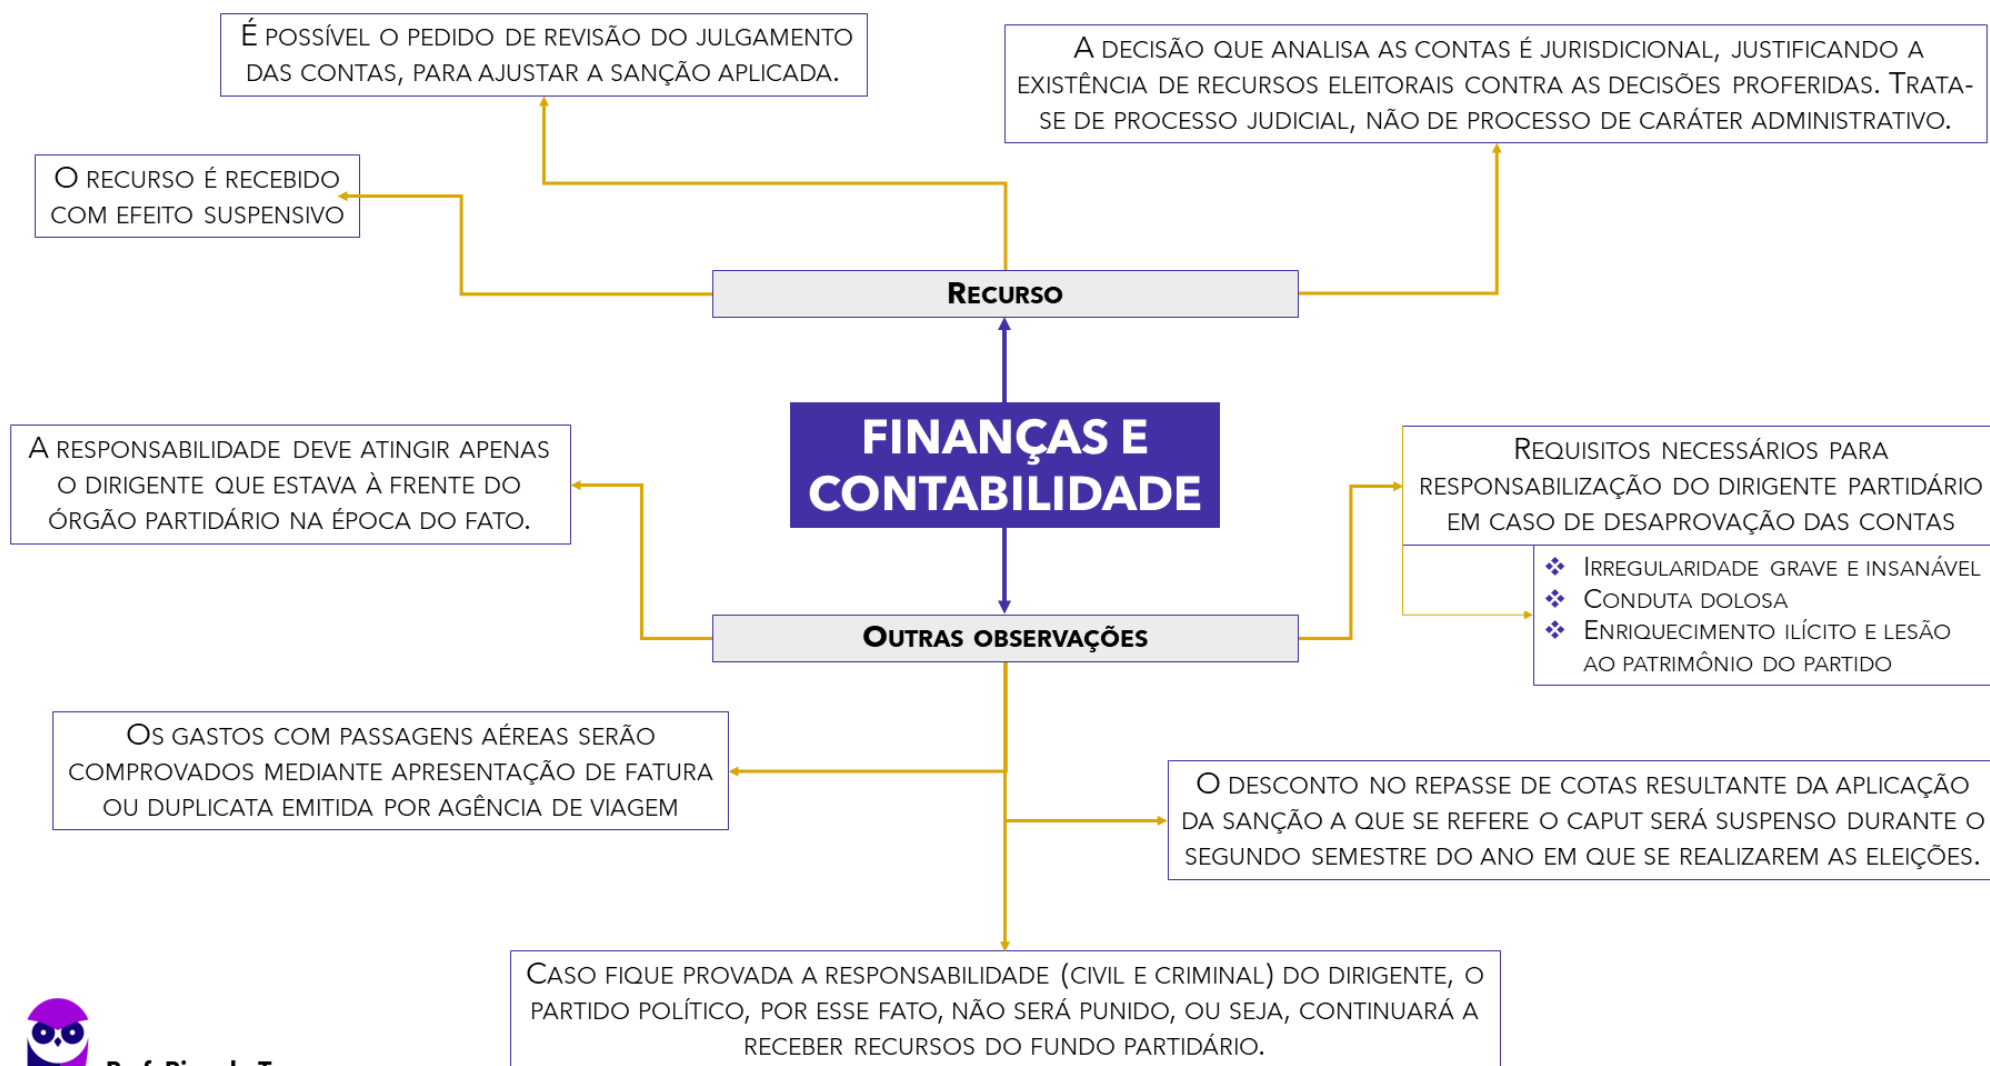 É POSSÍVEL O PEDIDO DE REVISÃO DO JULGAMENTO
DAS CONTAS, PARA AJUSTAR A SANÇÃO APLICADA.
A DECISÃO QUE ANALISA AS CONTAS É JURISDICIONAL, JUSTIFICANDO A
EXISTÊNCIA DE RECURSOS ELEITORAIS CONTRA AS DECISÕES PROFERIDAS. TRATA-
SE DE PROCESSO JUDICIAL, NÃO DE PROCESSO DE CARÁTER ADMINISTRATIVO.
O RECURSO É RECEBIDO
COM EFEITO SUSPENSIVO
RECURSO
FINANÇAS E
CONTABILIDADE
A RESPONSABILIDADE DEVE ATINGIR APENAS
O DIRIGENTE QUE ESTAVA À FRENTE DO
ÓRGÃO PARTIDÁRIO NA ÉPOCA DO FATO.
REQUISITOS NECESSÁRIOS PARA
RESPONSABILIZAÇÃO DO DIRIGENTE PARTIDÁRIO
EM CASO DE DESAPROVAÇÃO DAS CONTAS
❖ IRREGULARIDADE GRAVE E INSANÁVEL
❖ CONDUTA DOLOSA
❖ ENRIQUECIMENTO ILÍCITO E LESÃO
AO PATRIMÔNIO DO PARTIDO
OUTRAS OBSERVAÇÕES
OS GASTOS COM PASSAGENS AÉREAS SERÃO
COMPROVADOS MEDIANTE APRESENTAÇÃO DE FATURA
OU DUPLICATA EMITIDA POR AGÊNCIA DE VIAGEM
O DESCONTO NO REPASSE DE COTAS RESULTANTE DA APLICAÇÃO
DA SANÇÃO A QUE SE REFERE O CAPUT SERÁ SUSPENSO DURANTE O
SEGUNDO SEMESTRE DO ANO EM QUE SE REALIZAREM AS ELEIÇÕES.
CASO FIQUE PROVADA A RESPONSABILIDADE (CIVIL E CRIMINAL) DO DIRIGENTE, O
PARTIDO POLÍTICO, POR ESSE FATO, NÃO SERÁ PUNIDO, OU SEJA, CONTINUARÁ A
RECEBER RECURSOS DO FUNDO PARTIDÁRIO.